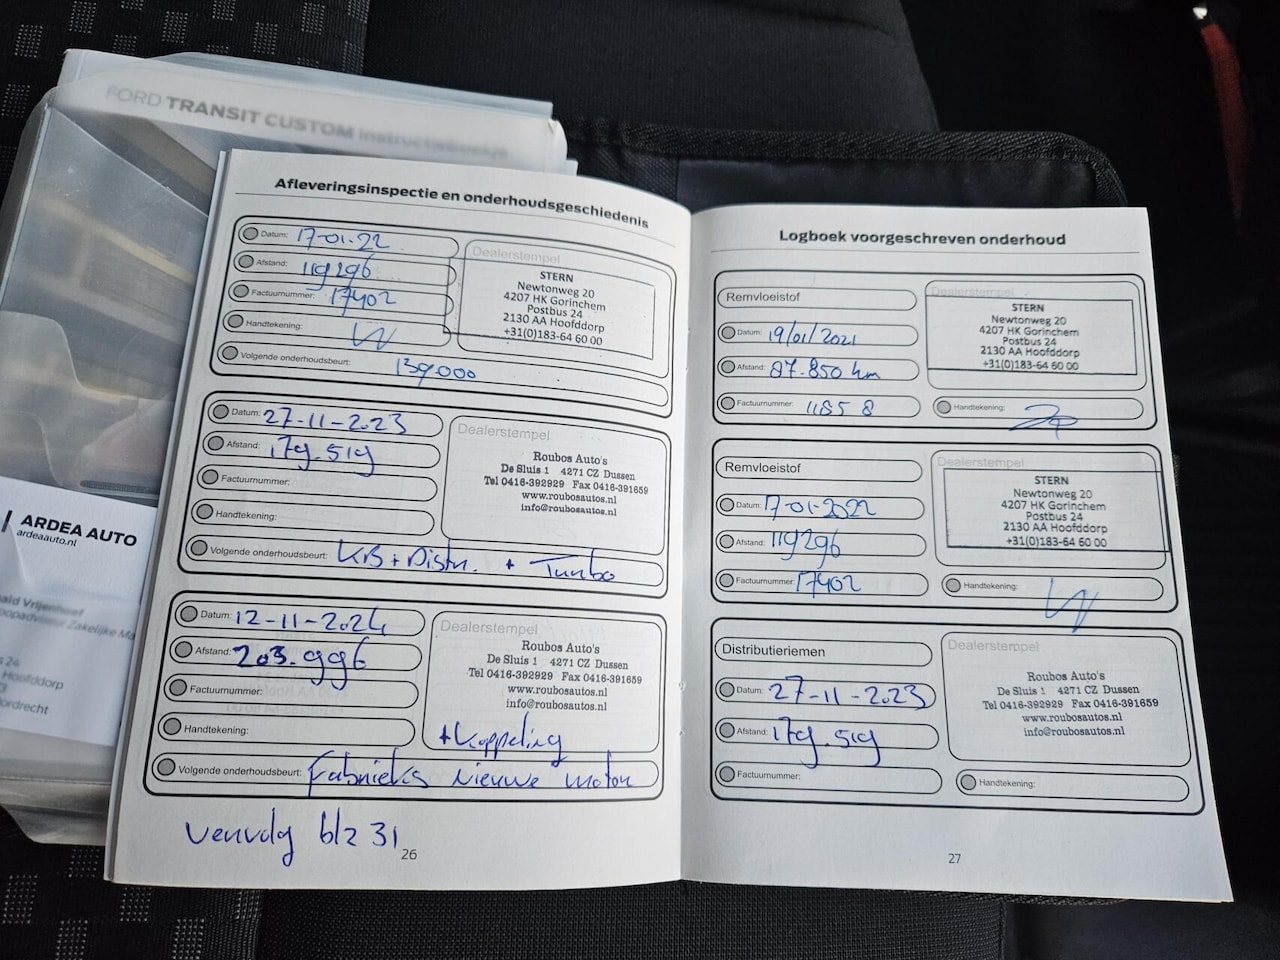 FORD TRANSIT CUSTOM Instructieboekje
ARDEA AUTO
ardeaauto.nl
Vrijenhoef
Zakelijke
24
Hoofddorp
Dordrecht
Afleveringsinspectie en onderhoudsgeschiedenis
Datum: 17-01-22
Afstand: 119296
Factuurnummer: 17402
Handtekening:
Volgende onderhoudsbeurt: 139.000
Dealerstempel
STERN
Newtonweg 20
4207 HK Gorinchem
Postbus 24
2130 AA Hoofddorp
+31(0)183-64 60 00
Datum: 27-11-2023
Afstand: 179.519
Factuurnummer:
Handtekening:
Volgende onderhoudsbeurt: KB + Distr. + Turbo
Dealerstempel
Roubos Auto's
De Sluis 1 4271 CZ Dussen
Tel 0416-392929 Fax 0416-391659
www.roubosautos.nl
info@roubosautos.nl
Datum: 12-11-2024
Afstand: 203.996
Factuurnummer:
Handtekening:
Volgende onderhoudsbeurt: Fabrieks nieuwe motor
Dealerstempel
Roubos Auto's
De Sluis 1 4271 CZ Dussen
Tel 0416-392929 Fax 0416-391659
www.roubosautos.nl
info@roubosautos.nl
+ Koppeling
Vervolg blz 31
26
Logboek voorgeschreven onderhoud
Remvloeistof
Datum: 19/01/2021
Afstand: 87.850 km
Factuurnummer: 11858
Dealerstempel
STERN
Newtonweg 20
4207 HK Gorinchem
Postbus 24
2130 AA Hoofddorp
+31(0)183-64 60 00
Handtekening:
Remvloeistof
Datum: 17-01-2022
Afstand: 119296
Factuurnummer: 17402
Dealerstempel
STERN
Newtonweg 20
4207 HK Gorinchem
Postbus 24
2130 AA Hoofddorp
+31(0)183-64 60 00
Handtekening:
Distributieriemen
Datum: 27-11-2023
Afstand: 179.519
Factuurnummer:
Dealerstempel
Roubos Auto's
De Sluis 1 4271 CZ Dussen
Tel 0416-392929 Fax 0416-391659
www.roubosautos.nl
info@roubosautos.nl
Handtekening:
27